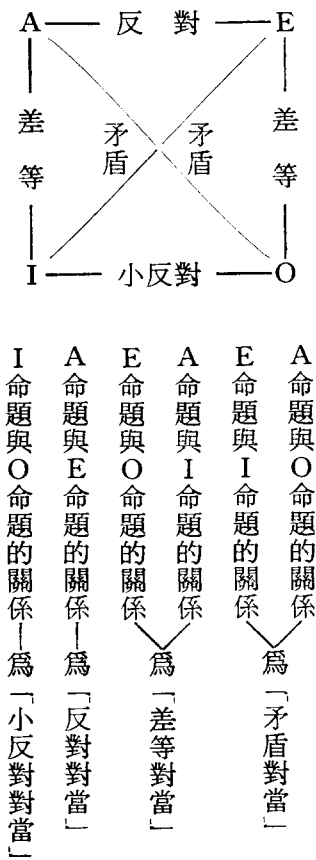 A 反對 E
差等 矛盾 矛盾 差等
I 小反對 O
A命題與O命題的關係
E命題與I命題的關係
為「矛盾對當」
A命題與I命題的關係
E命題與O命題的關係
為「差等對當」
A命題與E命題的關係—為「反對對當」
I命題與O命題的關係—為「小反對對當」